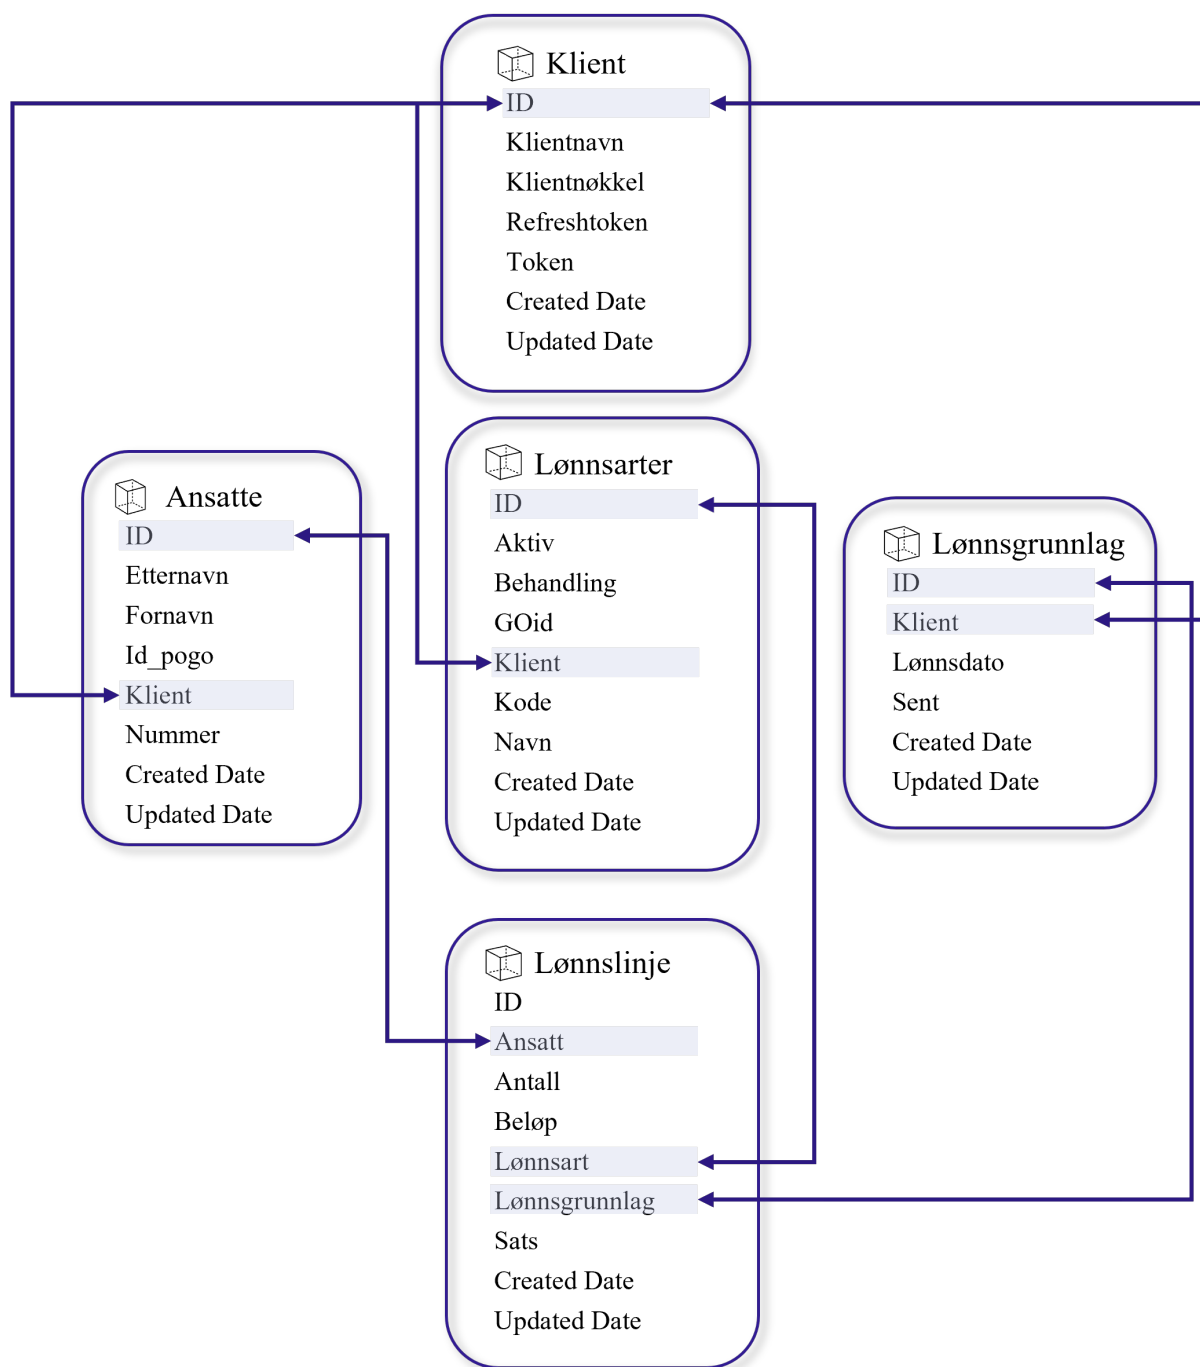 Klient
ID
Klientnavn
Klientnøkkel
Refreshtoken
Token
Created Date
Updated Date
Ansatte
ID
Etternavn
Fornavn
Id_pogo
Klient
Nummer
Created Date
Updated Date
Lønnsarter
ID
Aktiv
Behandling
GOid
Klient
Kode
Navn
Created Date
Updated Date
Lønnsgrunnlag
ID
Klient
Lønnsdato
Sent
Created Date
Updated Date
Lønnslinje
ID
Ansatt
Antall
Beløp
Lønnsart
Lønnsgrunnlag
Sats
Created Date
Updated Date